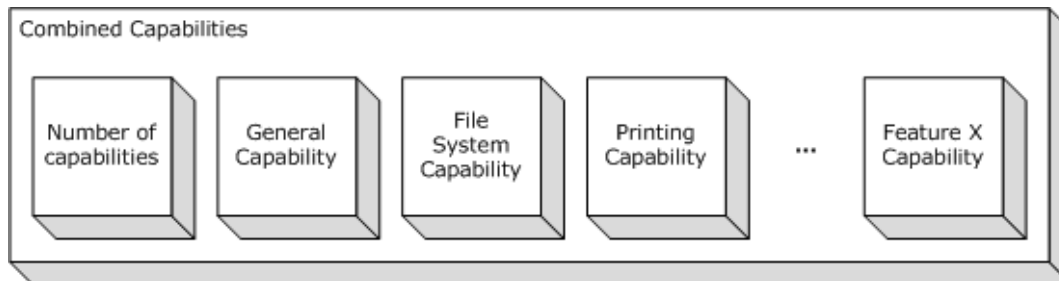 Combined Capabilities
Number of
capabilities
General
Capability
File
System
Capability
Printing
Capability
...
Feature X
Capability